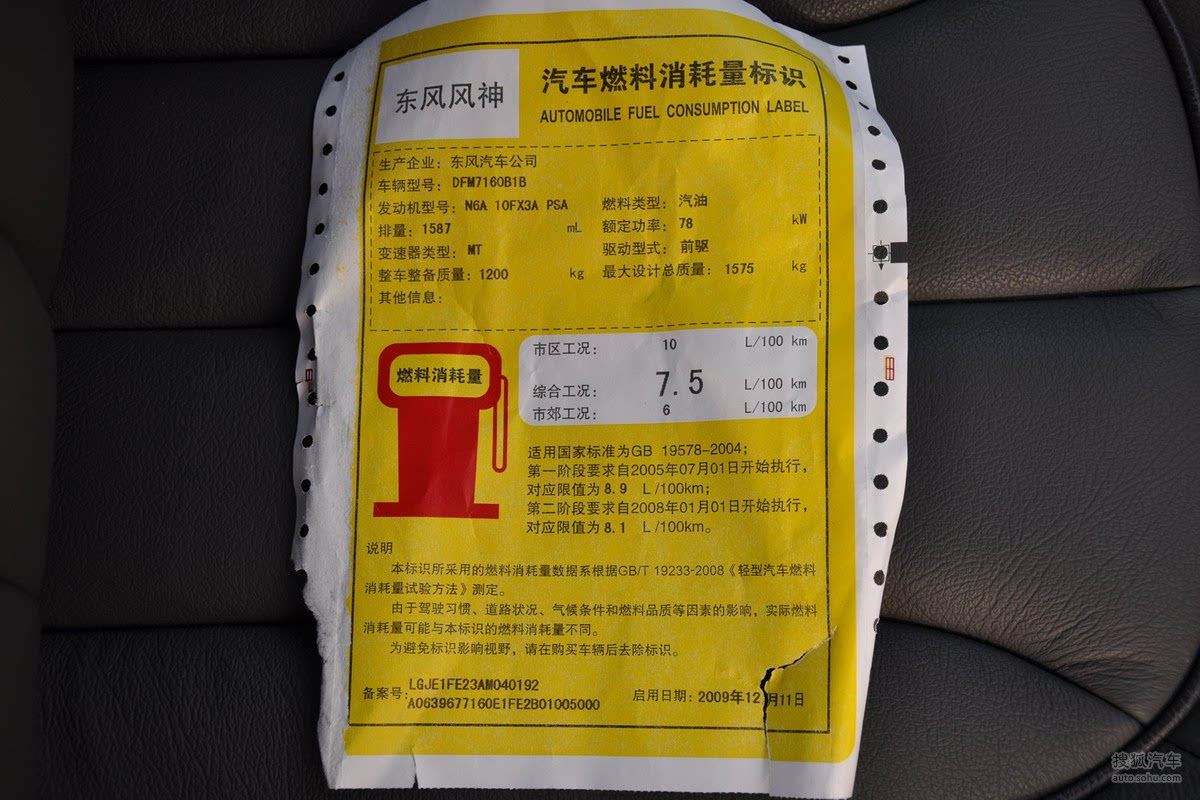 东风风神
汽车燃料消耗量标识
AUTOMOBILE FUEL CONSUMPTION LABEL
生产企业：东风汽车公司
车辆型号：DFM7160B1B
发动机型号：N6A 10FX3A PSA 燃料类型：汽油
排量：1587 mL 额定功率：78 kW
变速器类型：MT 驱动型式：前驱
整车整备质量：1200 kg 最大设计总质量：1575 kg
其他信息：
燃料消耗量
市区工况： 10 L/100 km
综合工况： 7.5 L/100 km
市郊工况： 6 L/100 km
适用国家标准为GB 19578-2004；
第一阶段要求自2005年07月01日开始执行，
对应限值为 8.9 L /100km；
第二阶段要求自2008年01月01日开始执行，
对应限值为 8.1 L /100km。
说明
本标识所采用的燃料消耗量数据系根据GB/T 19233-2008《轻型汽车燃料
消耗量试验方法》测定。
由于驾驶习惯、道路状况、气候条件和燃料品质等因素的影响，实际燃料
消耗量可能与本标识的燃料消耗量不同。
为避免标识影响视野，请在购买车辆后去除标识。
备案号：LGJE1FE23AM040192
A0639677160E1FE2B01005000
启用日期：2009年12月11日
搜狐汽车
auto.sohu.com